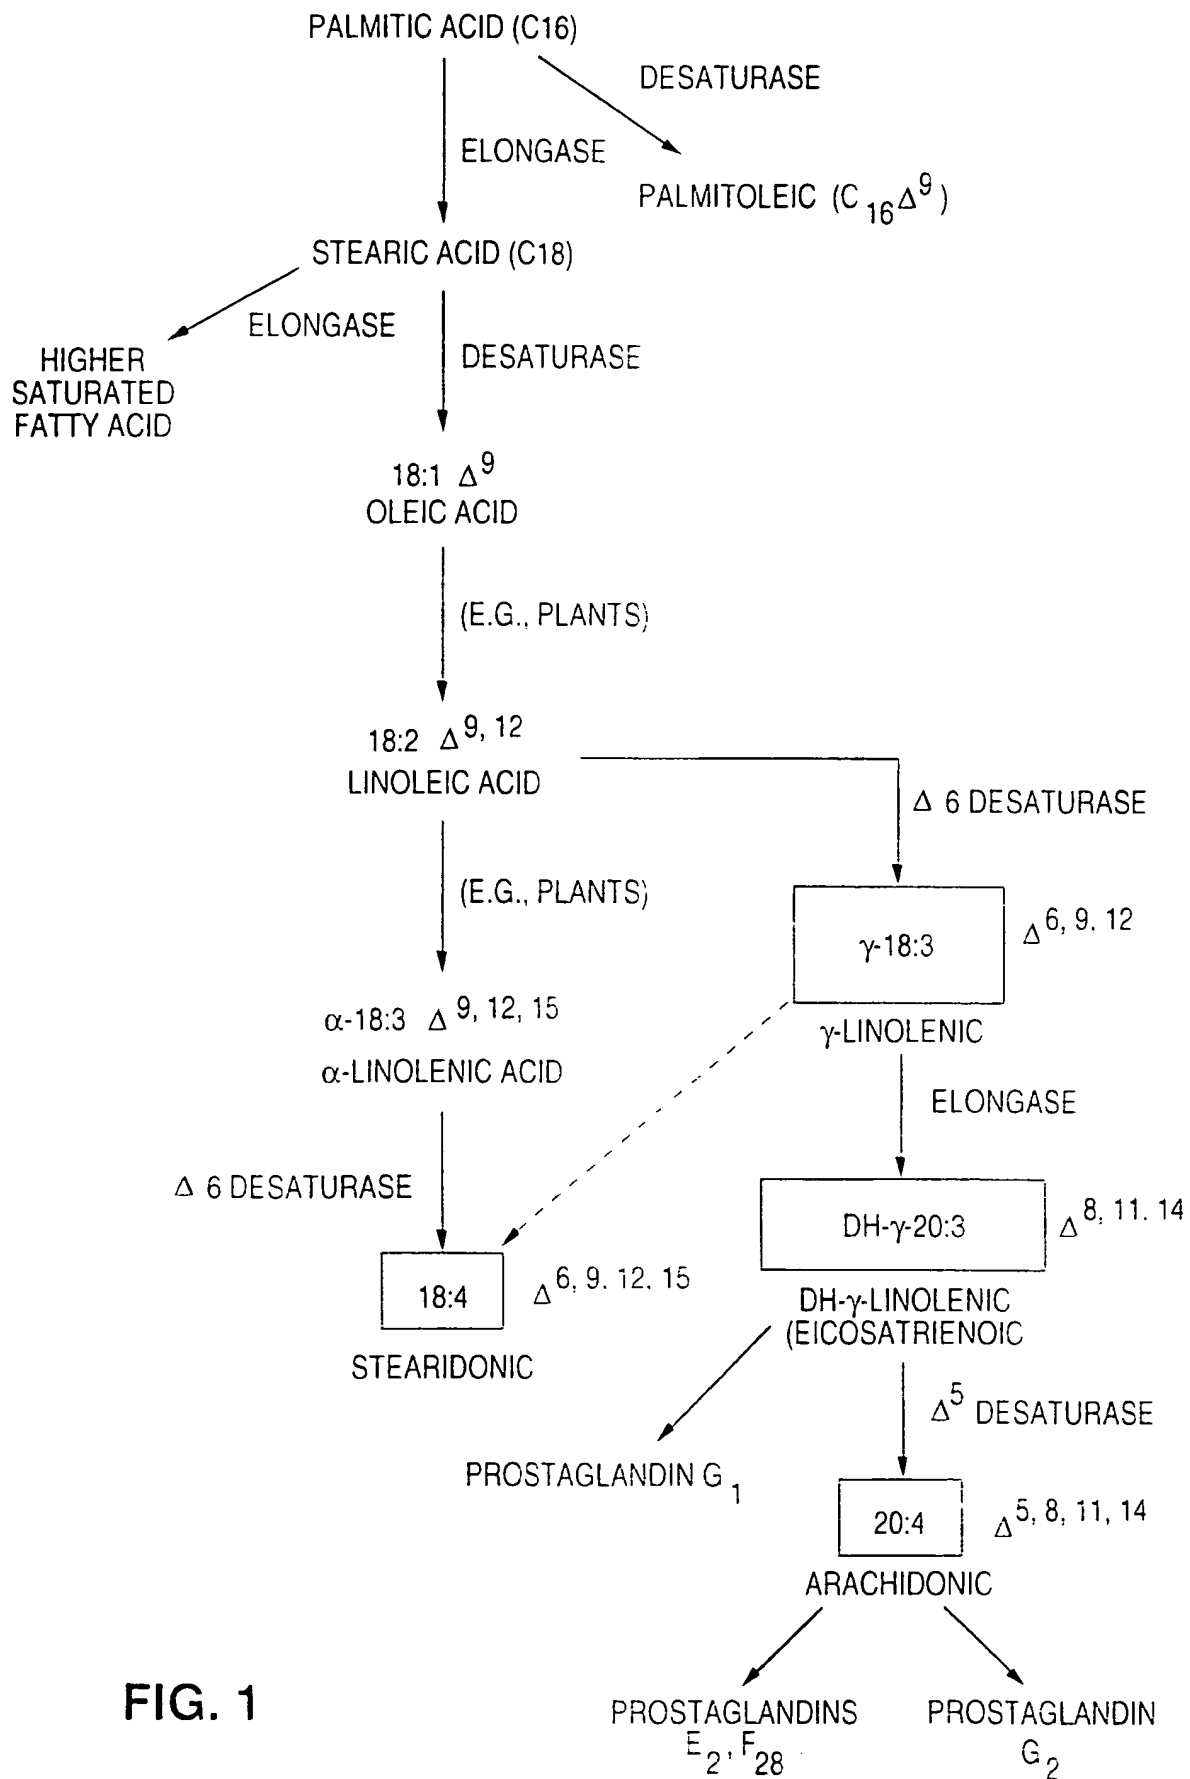 PALMITIC ACID (C16)
DESATURASE
ELONGASE
PALMITOLEIC (C₁₆Δ⁹)
STEARIC ACID (C18)
ELONGASE
HIGHER
SATURATED
FATTY ACID
DESATURASE
18:1 Δ⁹
OLEIC ACID
(E.G., PLANTS)
18:2 Δ⁹, ¹²
LINOLEIC ACID
Δ 6 DESATURASE
(E.G., PLANTS)
γ-18:3 Δ⁶, ⁹. ¹²
γ-LINOLENIC
α-18:3 Δ⁹, ¹², ¹⁵
α-LINOLENIC ACID
ELONGASE
Δ 6 DESATURASE
DH-γ-20:3 Δ⁸, ¹¹. ¹⁴
DH-γ-LINOLENIC
(EICOSATRIENOIC
18:4 Δ⁶, ⁹. ¹². ¹⁵
STEARIDONIC
Δ⁵ DESATURASE
PROSTAGLANDIN G₁
20:4 Δ⁵, ⁸, ¹¹, ¹⁴
ARACHIDONIC
PROSTAGLANDINS
E₂, F₂₈
PROSTAGLANDIN
G₂
FIG. 1